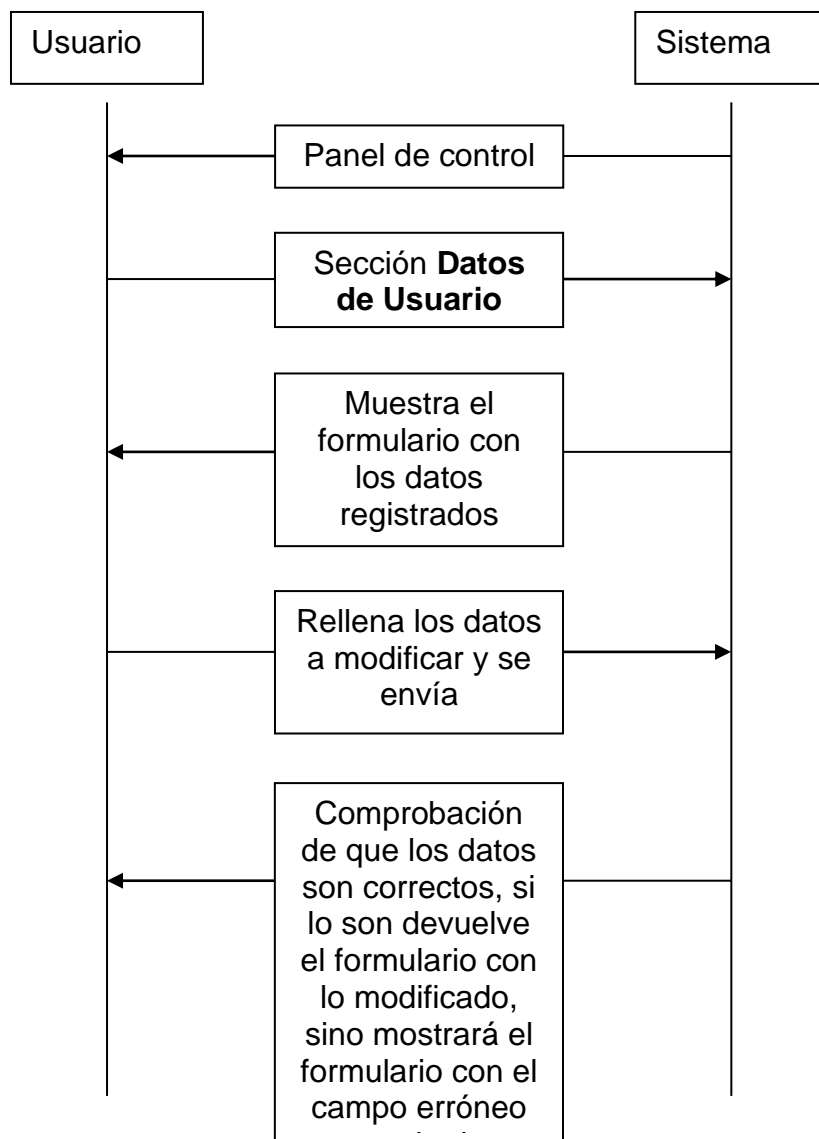 Usuario
Sistema
Panel de control
Sección Datos
de Usuario
Muestra el
formulario con
los datos
registrados
Rellena los datos
a modificar y se
envía
Comprobación
de que los datos
son correctos, si
lo son devuelve
el formulario con
lo modificado,
sino mostrará el
formulario con el
campo erróneo